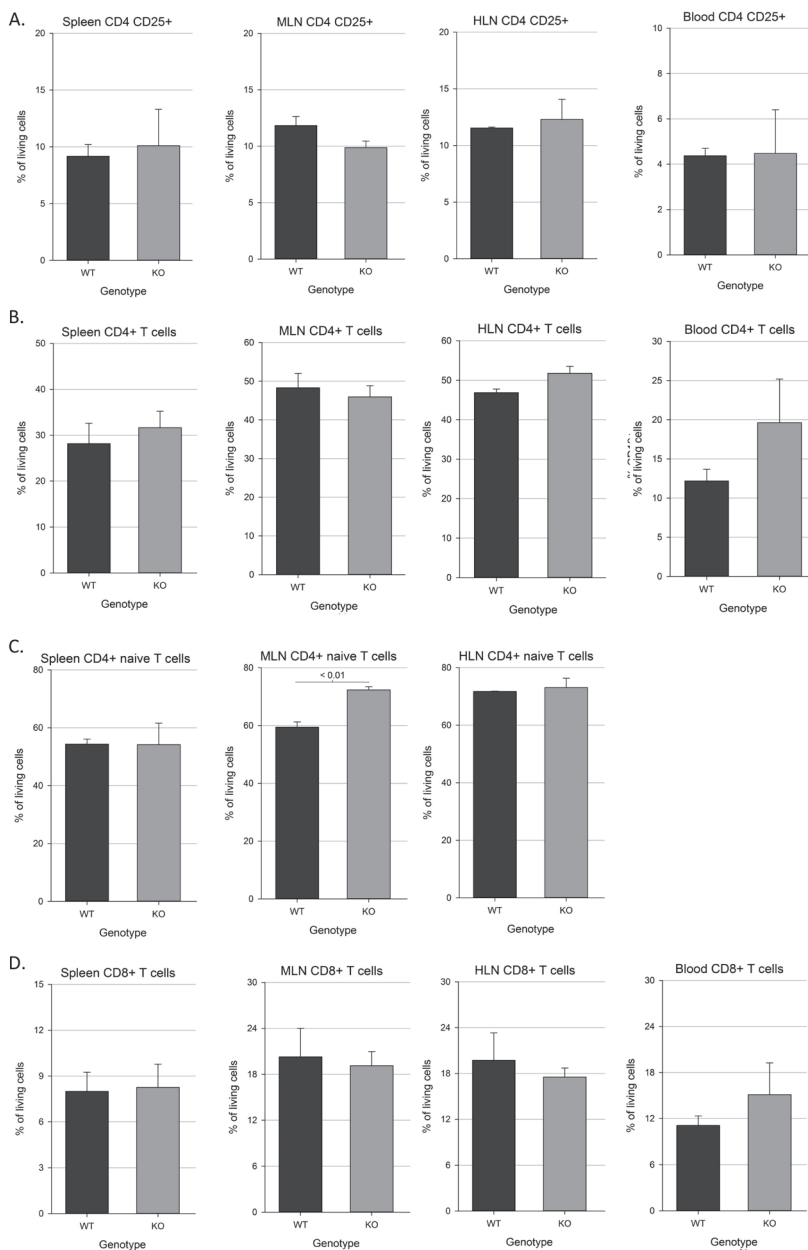 A.
Spleen CD4 CD25+
20
15
10
5
0
% of living cells
WT
KO
Genotype
MLN CD4 CD25+
20
15
10
5
0
% of living cells
WT
KO
Genotype
HLN CD4 CD25+
20
15
10
5
0
% of living cells
WT
KO
Genotype
Blood CD4 CD25+
10
8
6
4
2
0
% of living cells
WT
KO
Genotype
B.
Spleen CD4+ T cells
50
40
30
20
10
0
% of living cells
WT
KO
Genotype
MLN CD4+ T cells
60
50
40
30
20
10
0
% of living cells
WT
KO
Genotype
HLN CD4+ T cells
60
50
40
30
20
10
0
% of living cells
WT
KO
Genotype
Blood CD4+ T cells
30
25
20
15
10
5
0
% of living cells
WT
KO
Genotype
C.
Spleen CD4+ naive T cells
80
60
40
20
0
% of living cells
WT
KO
Genotype
MLN CD4+ naive T cells
< 0.01
80
60
40
20
0
% of living cells
WT
KO
Genotype
HLN CD4+ naive T cells
80
60
40
20
0
% of living cells
WT
KO
Genotype
D.
Spleen CD8+ T cells
15
12
9
6
3
0
% of living cells
WT
KO
Genotype
MLN CD8+ T cells
30
24
18
12
6
0
% of living cells
WT
KO
Genotype
HLN CD8+ T cells
30
24
18
12
6
0
% of living cells
WT
KO
Genotype
Blood CD8+ T cells
30
24
18
12
6
0
% of living cells
WT
KO
Genotype